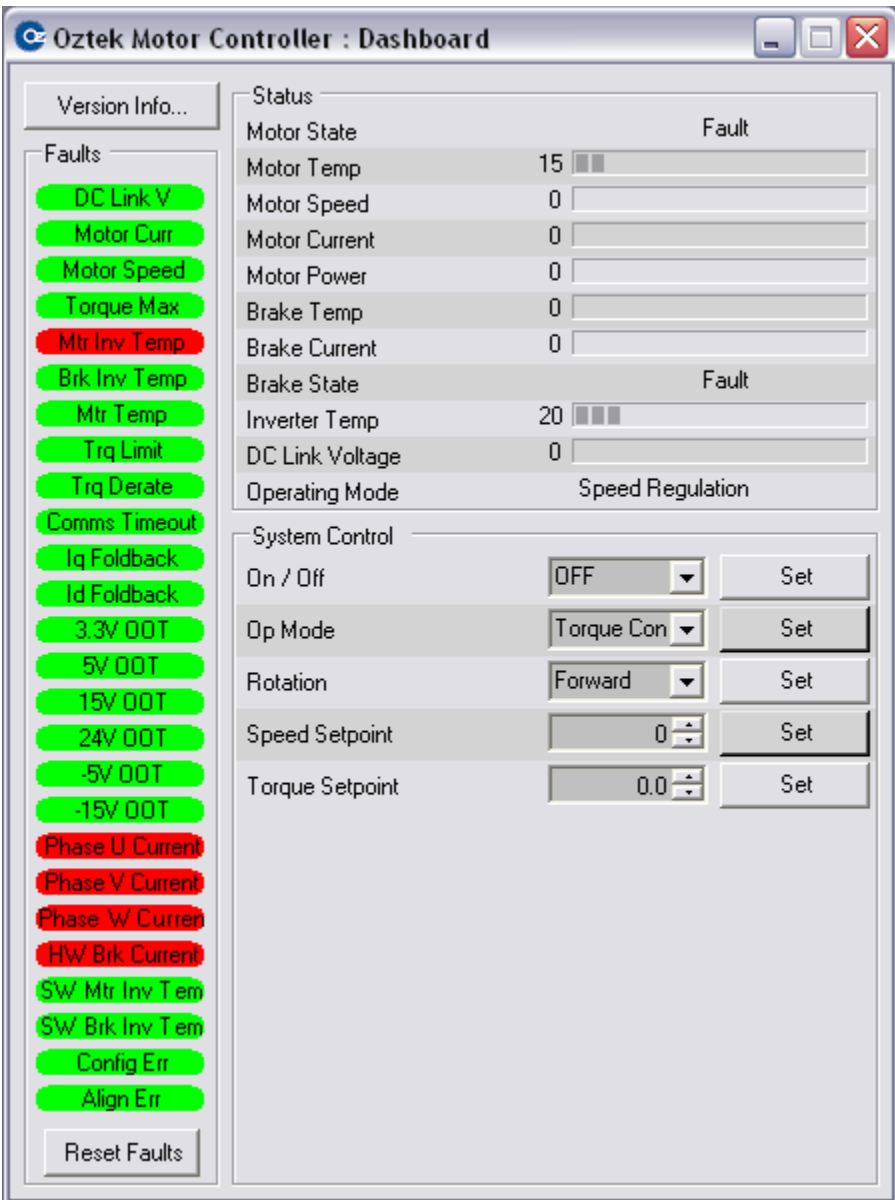 Oztek Motor Controller : Dashboard
Version Info...
Faults
DC Link V
Motor Curr
Motor Speed
Torque Max
Mtr Inv Temp
Brk Inv Temp
Mtr Temp
Trq Limit
Trq Derate
Comms Timeout
Iq Foldback
Id Foldback
3.3V OOT
5V OOT
15V OOT
24V OOT
-5V OOT
-15V OOT
Phase U Current
Phase V Current
Phase W Curren
HW Brk Current
SW Mtr Inv Tem
SW Brk Inv Tem
Config Err
Align Err
Reset Faults
Status
Motor State Fault
Motor Temp 15
Motor Speed 0
Motor Current 0
Motor Power 0
Brake Temp 0
Brake Current 0
Brake State Fault
Inverter Temp 20
DC Link Voltage 0
Operating Mode Speed Regulation
System Control
On / Off OFF Set
Op Mode Torque Con Set
Rotation Forward Set
Speed Setpoint 0 Set
Torque Setpoint 0.0 Set